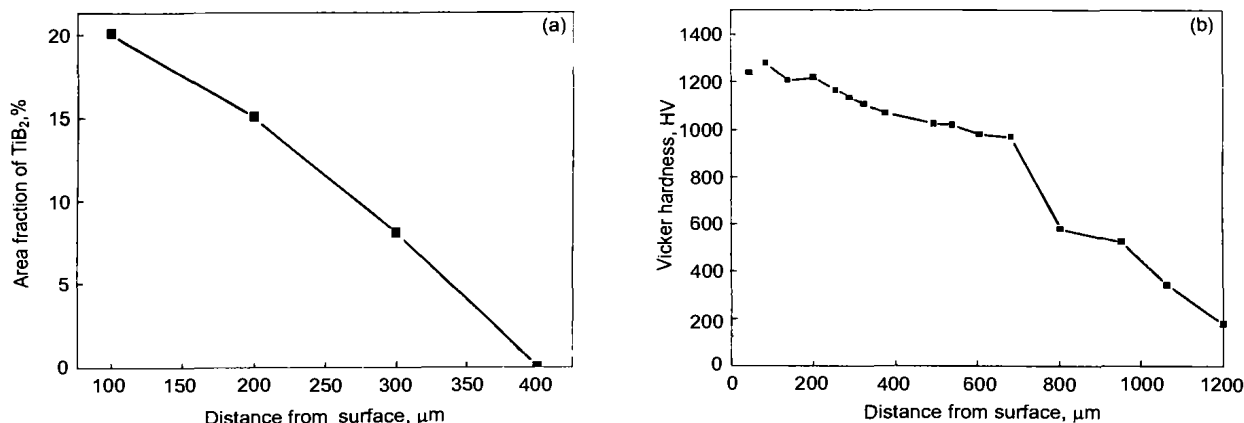 (a)
Area fraction of TiB₂,%
20
15
10
5
0
100 150 200 250 300 350 400
Distance from surface, μm
(b)
Vicker hardness, HV
1400
1200
1000
800
600
400
200
0
0 200 400 600 800 1000 1200
Distance from surface, μm